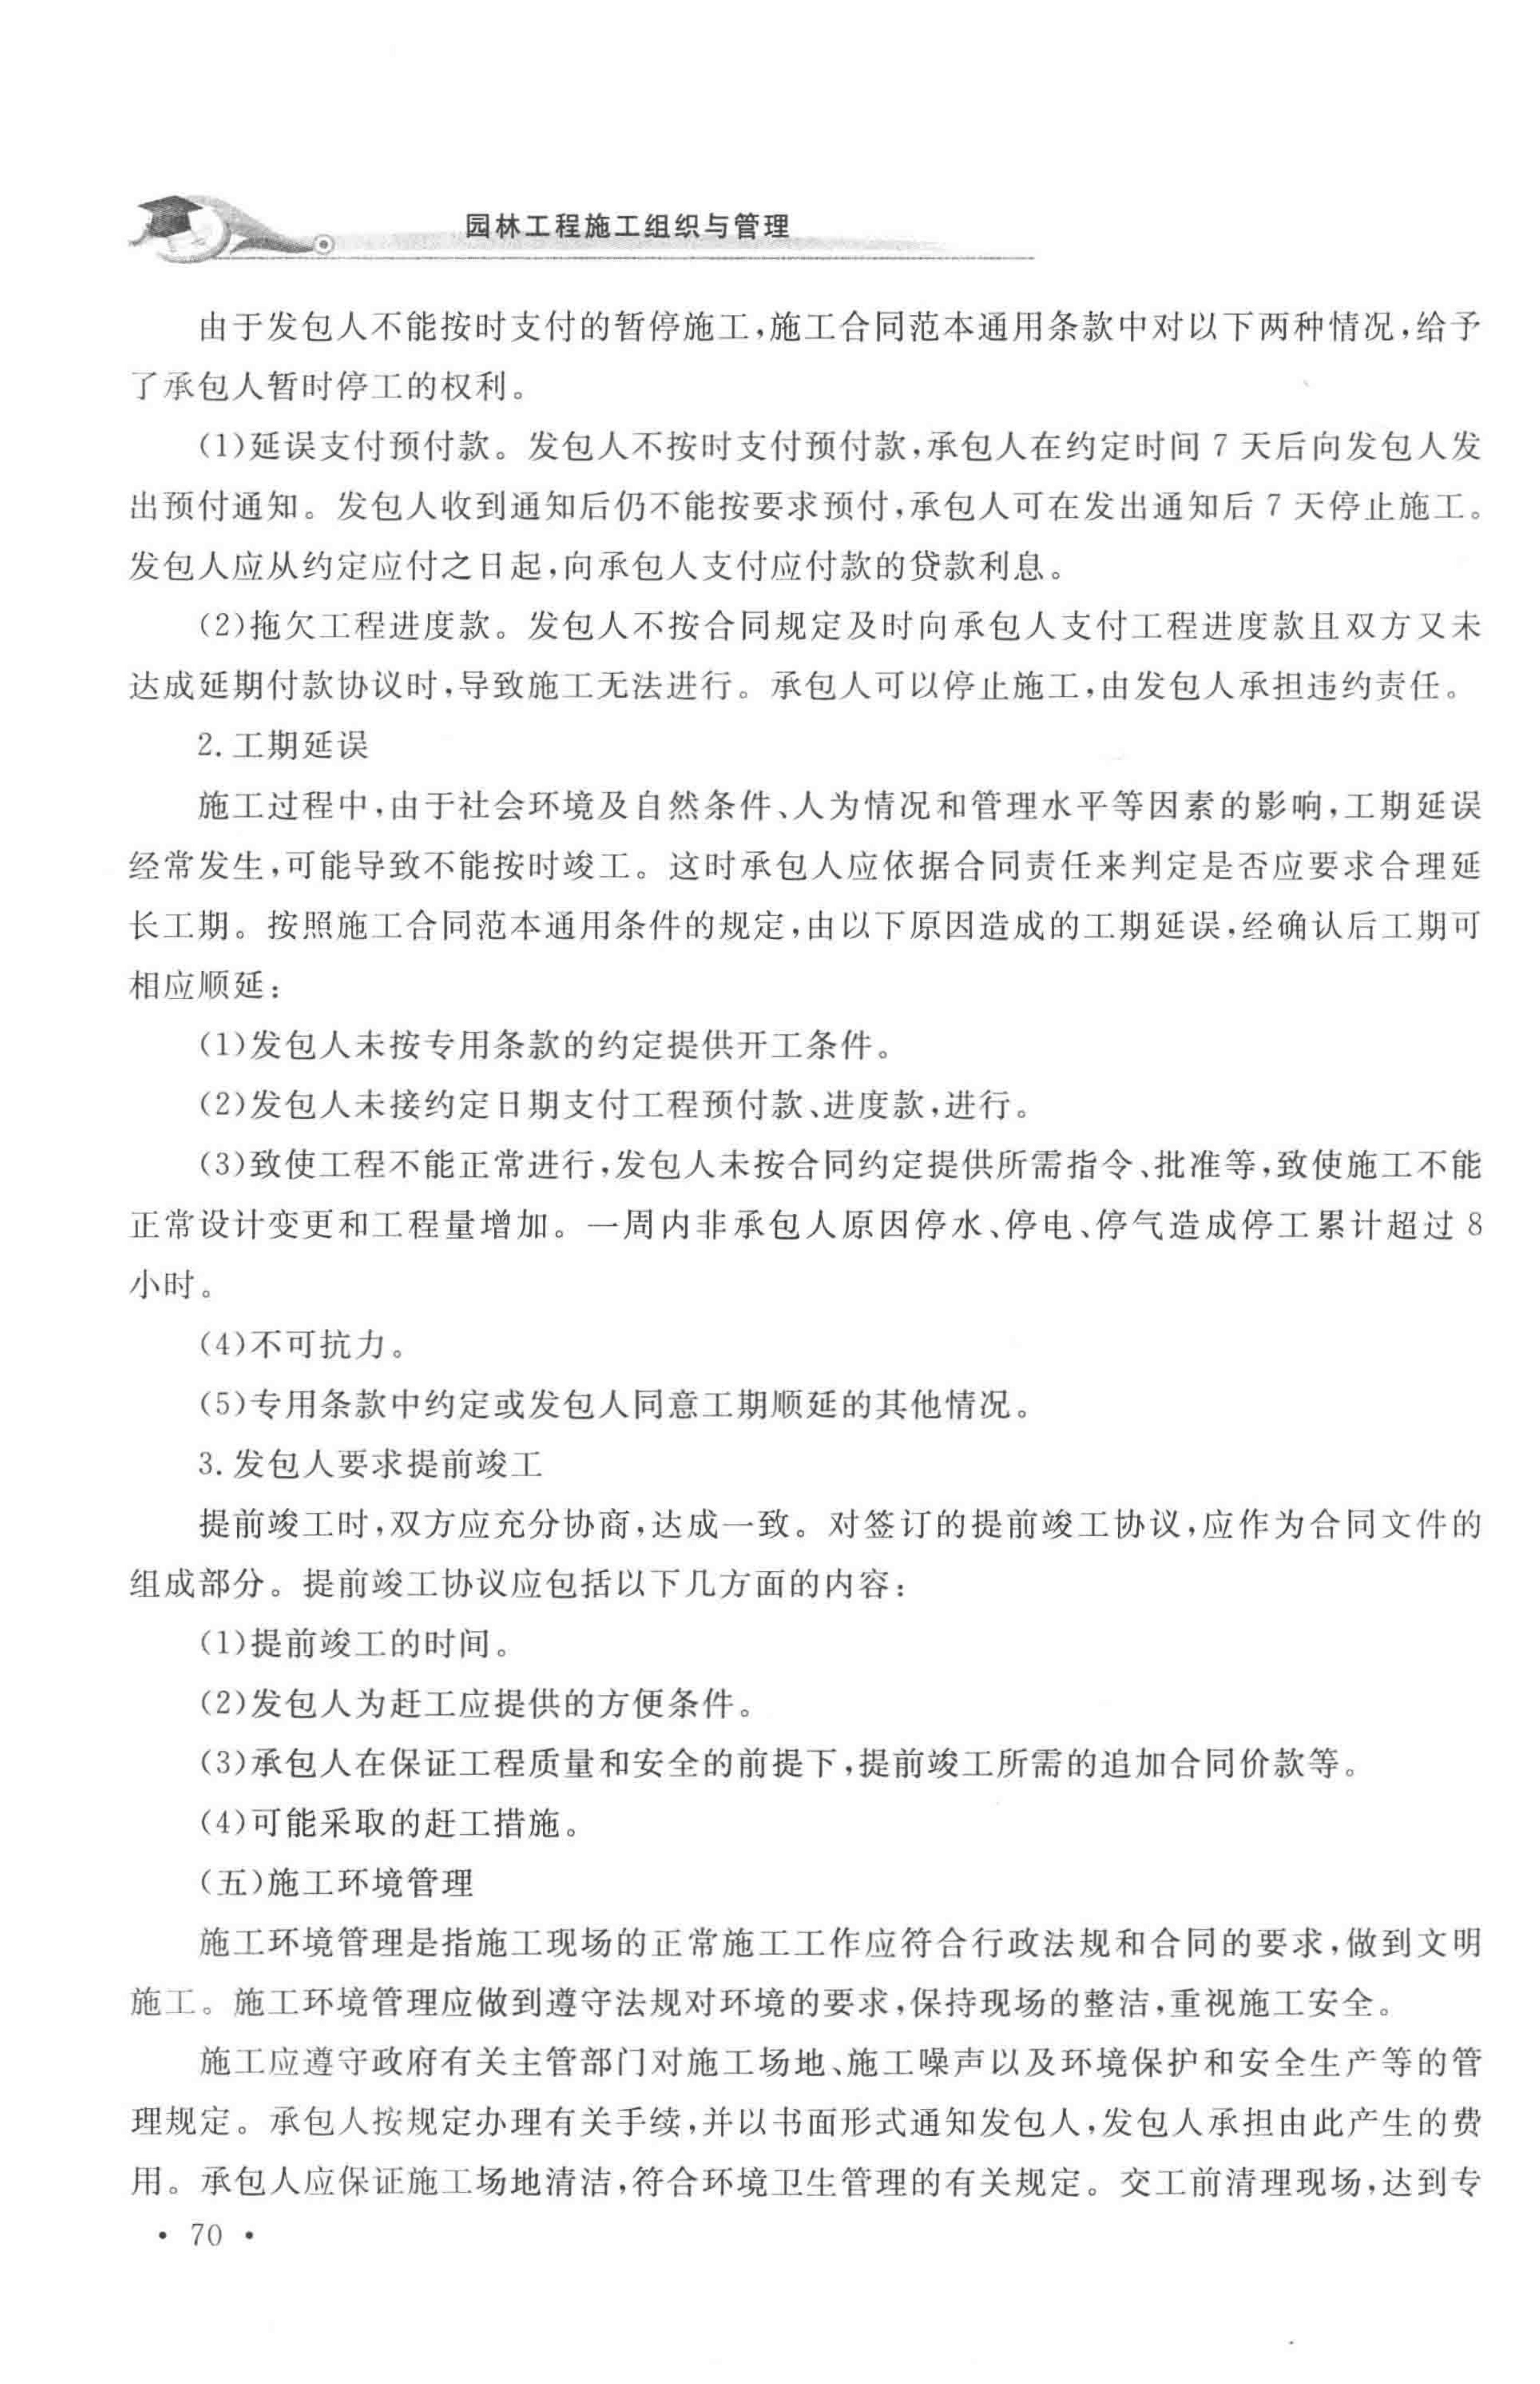 园林工程施工组织与管理
由于发包人不能按时支付的暂停施工,施工合同范本通用条款中对以下两种情况,给予
了承包人暂时停工的权利。
(1)延误支付预付款。发包人不按时支付预付款,承包人在约定时间 7 天后向发包人发
出预付通知。发包人收到通知后仍不能按要求预付,承包人可在发出通知后 7 天停止施工。
发包人应从约定应付之日起,向承包人支付应付款的贷款利息。
(2)拖欠工程进度款。发包人不按合同规定及时向承包人支付工程进度款且双方又未
达成延期付款协议时,导致施工无法进行。承包人可以停止施工,由发包人承担违约责任。
2. 工期延误
施工过程中,由于社会环境及自然条件、人为情况和管理水平等因素的影响,工期延误
经常发生,可能导致不能按时竣工。这时承包人应依据合同责任来判定是否应要求合理延
长工期。按照施工合同范本通用条件的规定,由以下原因造成的工期延误,经确认后工期可
相应顺延:
(1)发包人未按专用条款的约定提供开工条件。
(2)发包人未接约定日期支付工程预付款、进度款,进行。
(3)致使工程不能正常进行,发包人未按合同约定提供所需指令、批准等,致使施工不能
正常设计变更和工程量增加。一周内非承包人原因停水、停电、停气造成停工累计超过 8
小时。
(4)不可抗力。
(5)专用条款中约定或发包人同意工期顺延的其他情况。
3. 发包人要求提前竣工
提前竣工时,双方应充分协商,达成一致。对签订的提前竣工协议,应作为合同文件的
组成部分。提前竣工协议应包括以下几方面的内容:
(1)提前竣工的时间。
(2)发包人为赶工应提供的方便条件。
(3)承包人在保证工程质量和安全的前提下,提前竣工所需的追加合同价款等。
(4)可能采取的赶工措施。
(五)施工环境管理
施工环境管理是指施工现场的正常施工工作应符合行政法规和合同的要求,做到文明
施工。施工环境管理应做到遵守法规对环境的要求,保持现场的整洁,重视施工安全。
施工应遵守政府有关主管部门对施工场地、施工噪声以及环境保护和安全生产等的管
理规定。承包人按规定办理有关手续,并以书面形式通知发包人,发包人承担由此产生的费
用。承包人应保证施工场地清洁,符合环境卫生管理的有关规定。交工前清理现场,达到专
• 70 •